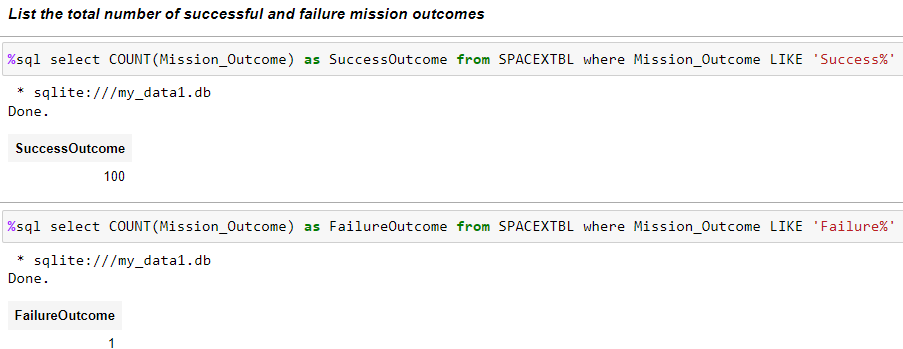 List the total number of successful and failure mission outcomes
%sql select COUNT(Mission_Outcome) as SuccessOutcome from SPACEXTBL where Mission_Outcome LIKE 'Success%'
* sqlite:///my_data1.db
Done.
SuccessOutcome
100
%sql select COUNT(Mission_Outcome) as FailureOutcome from SPACEXTBL where Mission_Outcome LIKE 'Failure%'
* sqlite:///my_data1.db
Done.
FailureOutcome
1